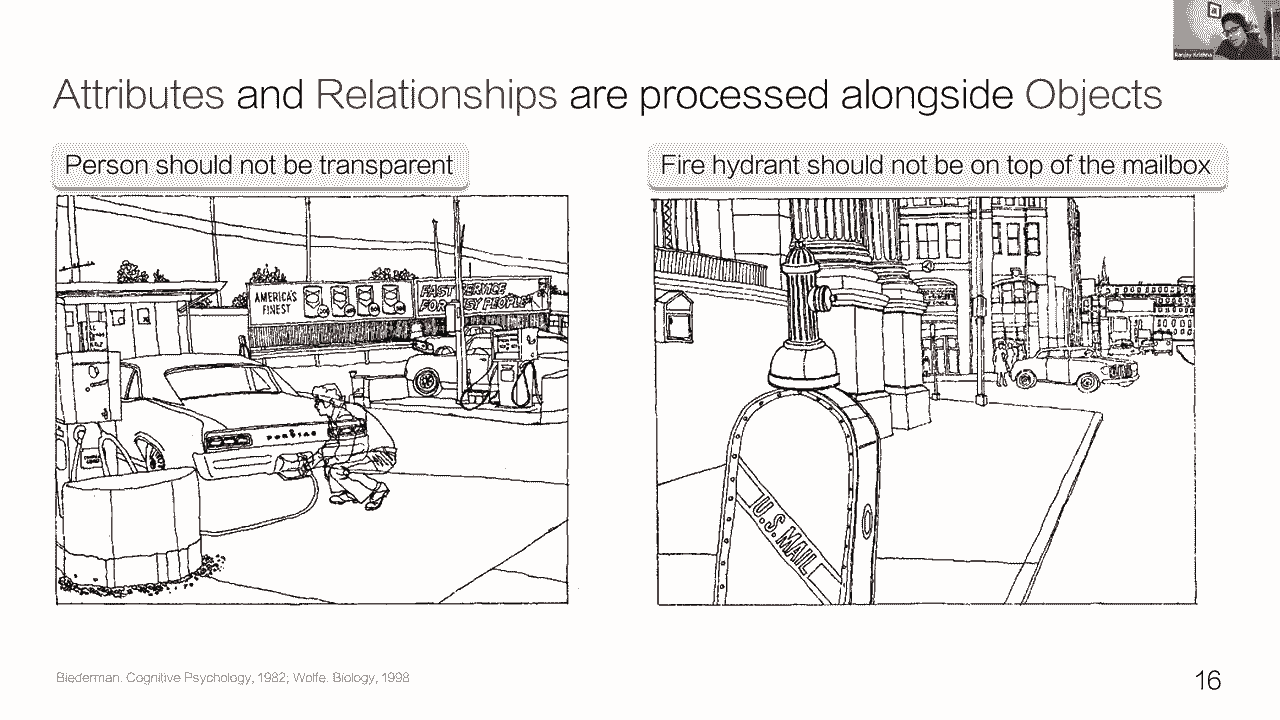 Ranjay Krishna
Attributes and Relationships are processed alongside Objects
Person should not be transparent
Fire hydrant should not be on top of the mailbox
AMERICA'S
FINEST
FAST SERVICE
PEOPLE
PONTIAC
U.S. MAIL
Biederman. Cognitive Psychology, 1982; Wolfe. Biology, 1998
16